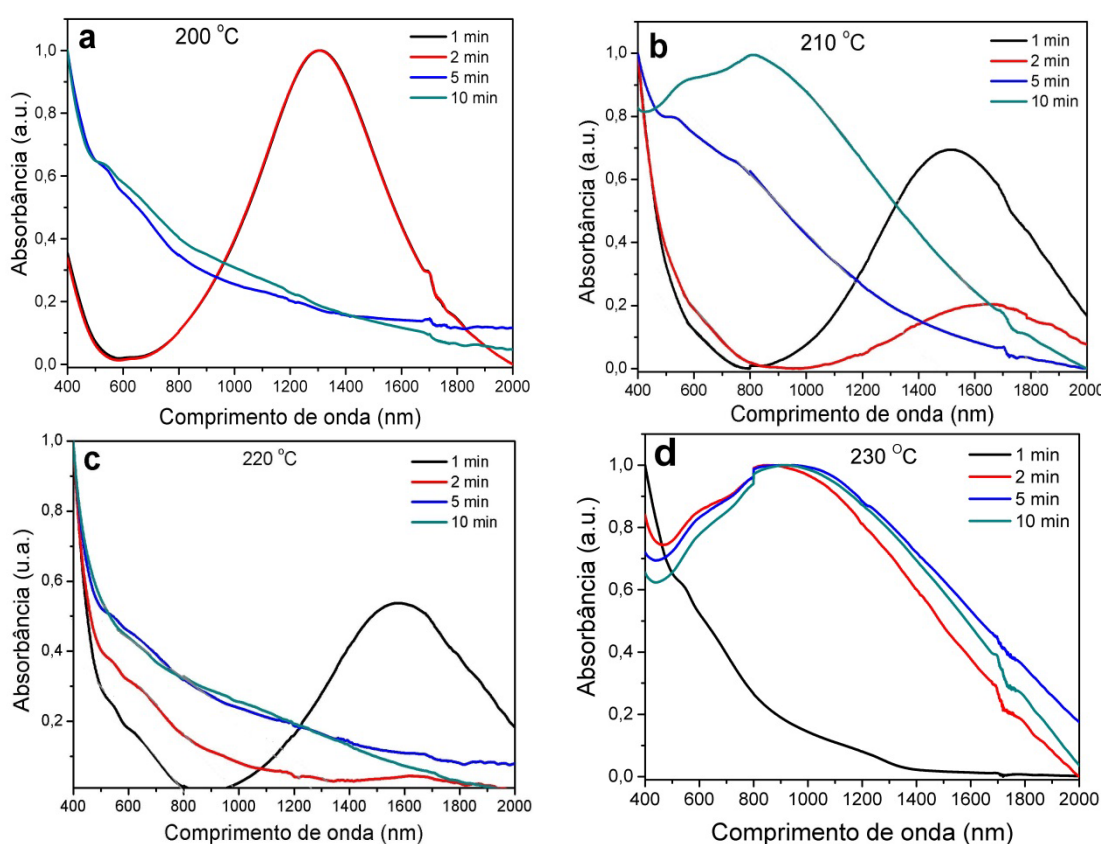 a
200 °C
1 min
2 min
5 min
10 min
1,0
0,8
0,6
0,4
0,2
0,0
400 600 800 1000 1200 1400 1600 1800 2000
Absorbância (a.u.)
Comprimento de onda (nm)
b
210 °C
1 min
2 min
5 min
10 min
1,0
0,8
0,6
0,4
0,2
0,0
400 600 800 1000 1200 1400 1600 1800 2000
Absorbância (a.u.)
Comprimento de onda (nm)
c
220 °C
1 min
2 min
5 min
10 min
1,0
0,8
0,6
0,4
0,2
400 600 800 1000 1200 1400 1600 1800 2000
Absorbância (u.a.)
Comprimento de onda (nm)
d
230 °C
1 min
2 min
5 min
10 min
1,0
0,8
0,6
0,4
0,2
0,0
400 600 800 1000 1200 1400 1600 1800 2000
Absorbância (a.u.)
Comprimento de onda (nm)